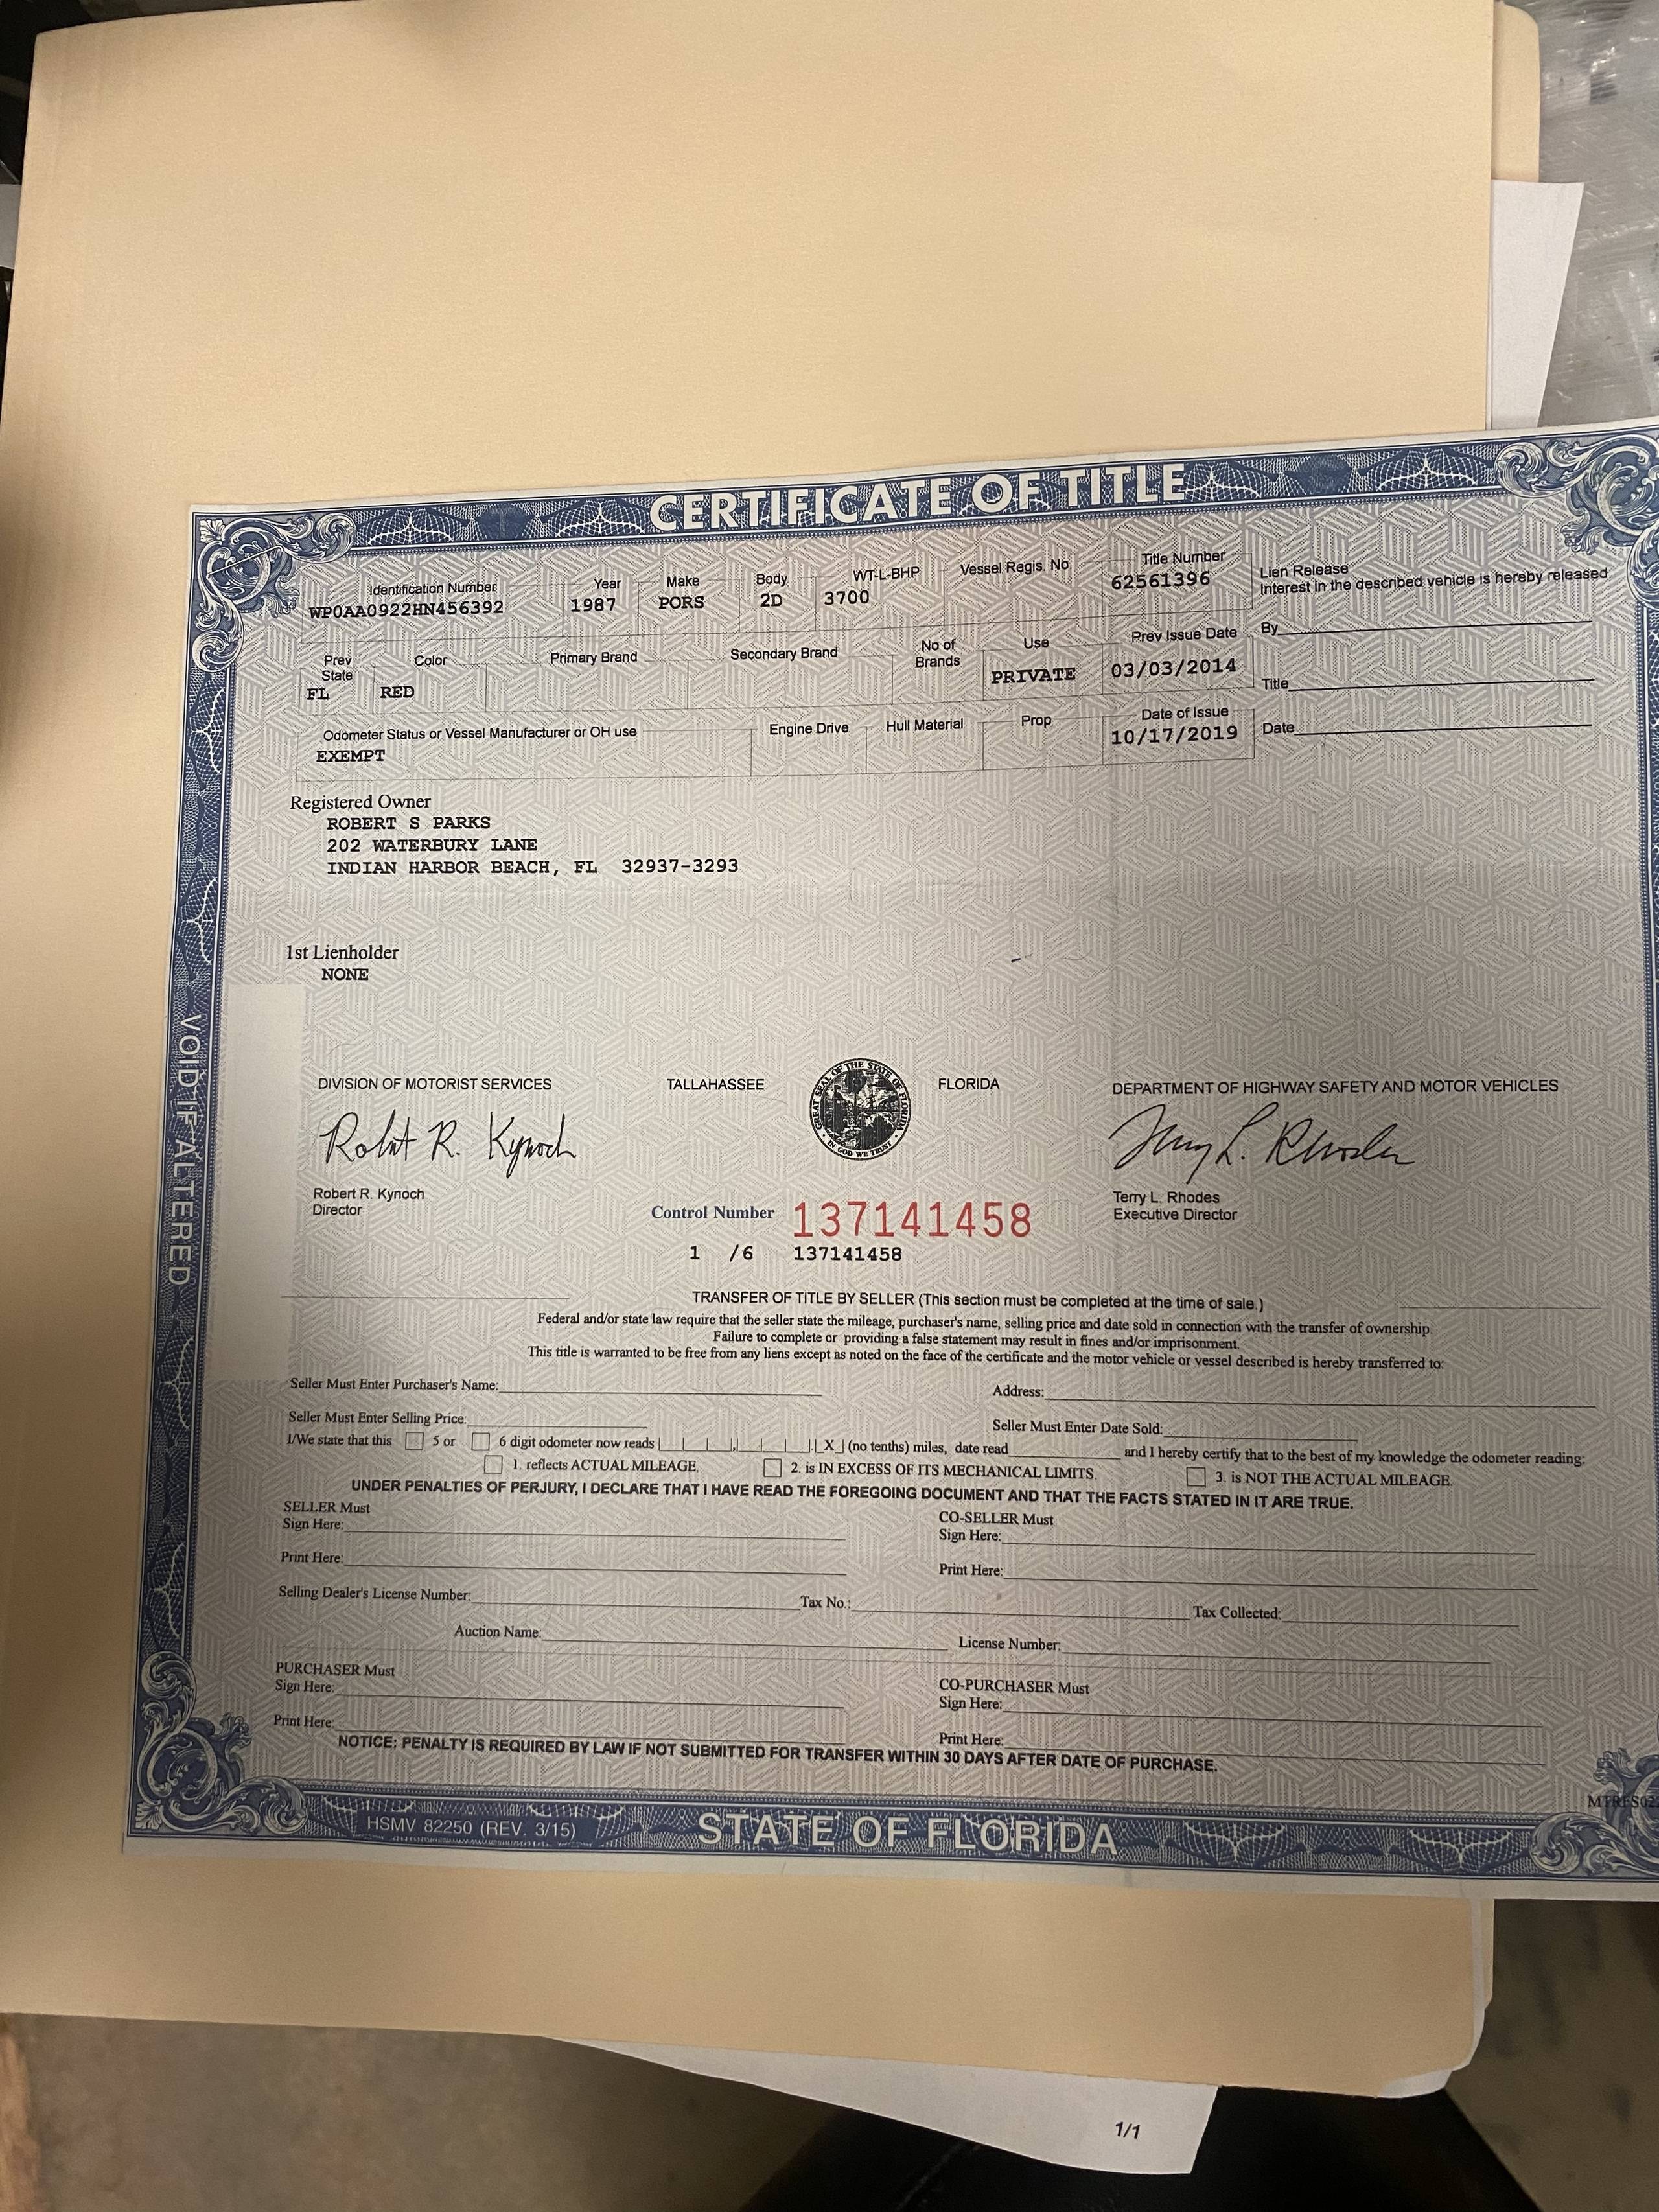 CERTIFICATE OF TITLE
Identification Number Year Make Body WT-L-BHP Vessel Regis. No. Title Number
WP0AA0922HN456392 1987 PORS 2D 3700 62561396
Lien Release
Interest in the described vehicle is hereby released
By
Title
Date
Prev State Color Primary Brand Secondary Brand No of Brands Use Prev Issue Date
FL RED PRIVATE 03/03/2014
Odometer Status or Vessel Manufacturer or OH use Engine Drive Hull Material Prop Date of Issue
EXEMPT 10/17/2019
Registered Owner
ROBERT S PARKS
202 WATERBURY LANE
INDIAN HARBOR BEACH, FL 32937-3293
1st Lienholder
NONE
VOID IF ALTERED
DIVISION OF MOTORIST SERVICES TALLAHASSEE FLORIDA DEPARTMENT OF HIGHWAY SAFETY AND MOTOR VEHICLES
GREAT SEAL OF THE STATE OF FLORIDA
IN GOD WE TRUST
Robert R. Kynoch
Terry L. Rhodes
Robert R. Kynoch
Director
Terry L. Rhodes
Executive Director
Control Number 137141458
1 /6 137141458
TRANSFER OF TITLE BY SELLER (This section must be completed at the time of sale.)
Federal and/or state law require that the seller state the mileage, purchaser's name, selling price and date sold in connection with the transfer of ownership.
Failure to complete or providing a false statement may result in fines and/or imprisonment.
This title is warranted to be free from any liens except as noted on the face of the certificate and the motor vehicle or vessel described is hereby transferred to:
Seller Must Enter Purchaser's Name: Address:
Seller Must Enter Selling Price: Seller Must Enter Date Sold:
I/We state that this 5 or 6 digit odometer now reads X (no tenths) miles, date read and I hereby certify that to the best of my knowledge the odometer reading:
1. reflects ACTUAL MILEAGE. 2. is IN EXCESS OF ITS MECHANICAL LIMITS. 3. is NOT THE ACTUAL MILEAGE.
UNDER PENALTIES OF PERJURY, I DECLARE THAT I HAVE READ THE FOREGOING DOCUMENT AND THAT THE FACTS STATED IN IT ARE TRUE.
SELLER Must CO-SELLER Must
Sign Here: Sign Here:
Print Here: Print Here:
Selling Dealer's License Number: Tax No.: Tax Collected:
Auction Name: License Number:
PURCHASER Must CO-PURCHASER Must
Sign Here: Sign Here:
Print Here: Print Here:
NOTICE: PENALTY IS REQUIRED BY LAW IF NOT SUBMITTED FOR TRANSFER WITHIN 30 DAYS AFTER DATE OF PURCHASE.
HSMV 82250 (REV. 3/15)
STATE OF FLORIDA
1/1